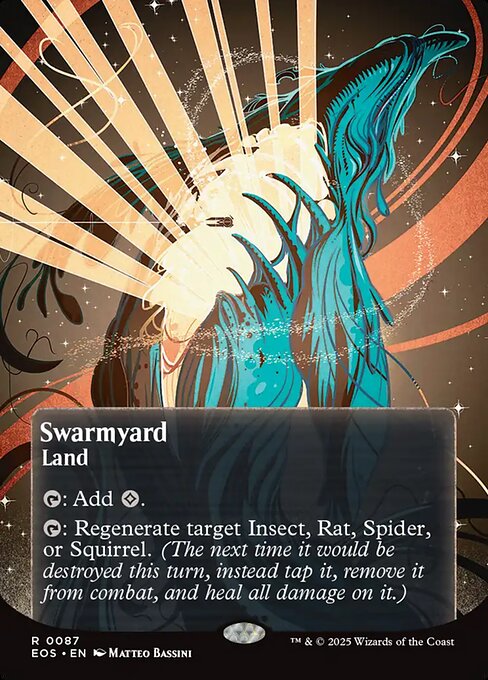 Swarmyard
Land
: Add .
: Regenerate target Insect, Rat, Spider,
or Squirrel. (The next time it would be
destroyed this turn, instead tap it, remove it
from combat, and heal all damage on it.)
R 0087
EOS • EN Matteo Bassini
™ & © 2025 Wizards of the Coast